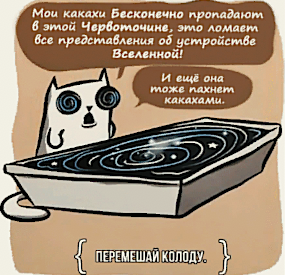 Мои какахи Бесконечно пропадают
в этой Червоточине, это ломает
все представления об устройстве
Вселенной!
И ещё она
тоже пахнет
какахами.
{ ПЕРЕМЕШАЙ КОЛОДУ. }